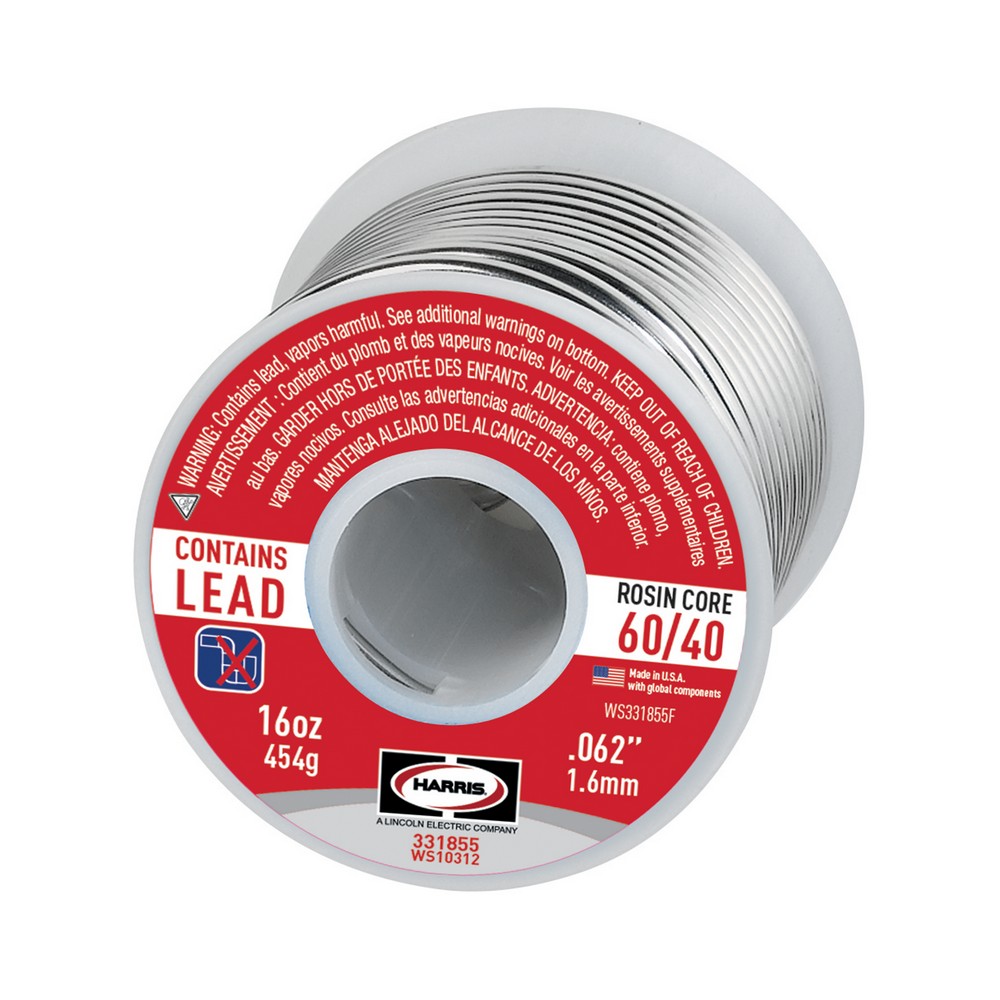 WARNING: Contains lead, vapors harmful. See additional warnings on bottom. KEEP OUT OF REACH OF CHILDREN.
AVERTISSEMENT : Contient du plomb et des vapeurs nocives. Voir les avertissements supplémentaires
au bas. GARDER HORS DE PORTÉE DES ENFANTS. ADVERTENCIA: contiene plomo,
vapores nocivos. Consulte las advertencias adicionales en la parte inferior.
MANTENGA ALEJADO DEL ALCANCE DE LOS NIÑOS.
CONTAINS
LEAD
ROSIN CORE
60/40
Made in U.S.A.
with global components
WS331855F
16oz
454g
.062”
1.6mm
HARRIS
A LINCOLN ELECTRIC COMPANY
331855
WS10312